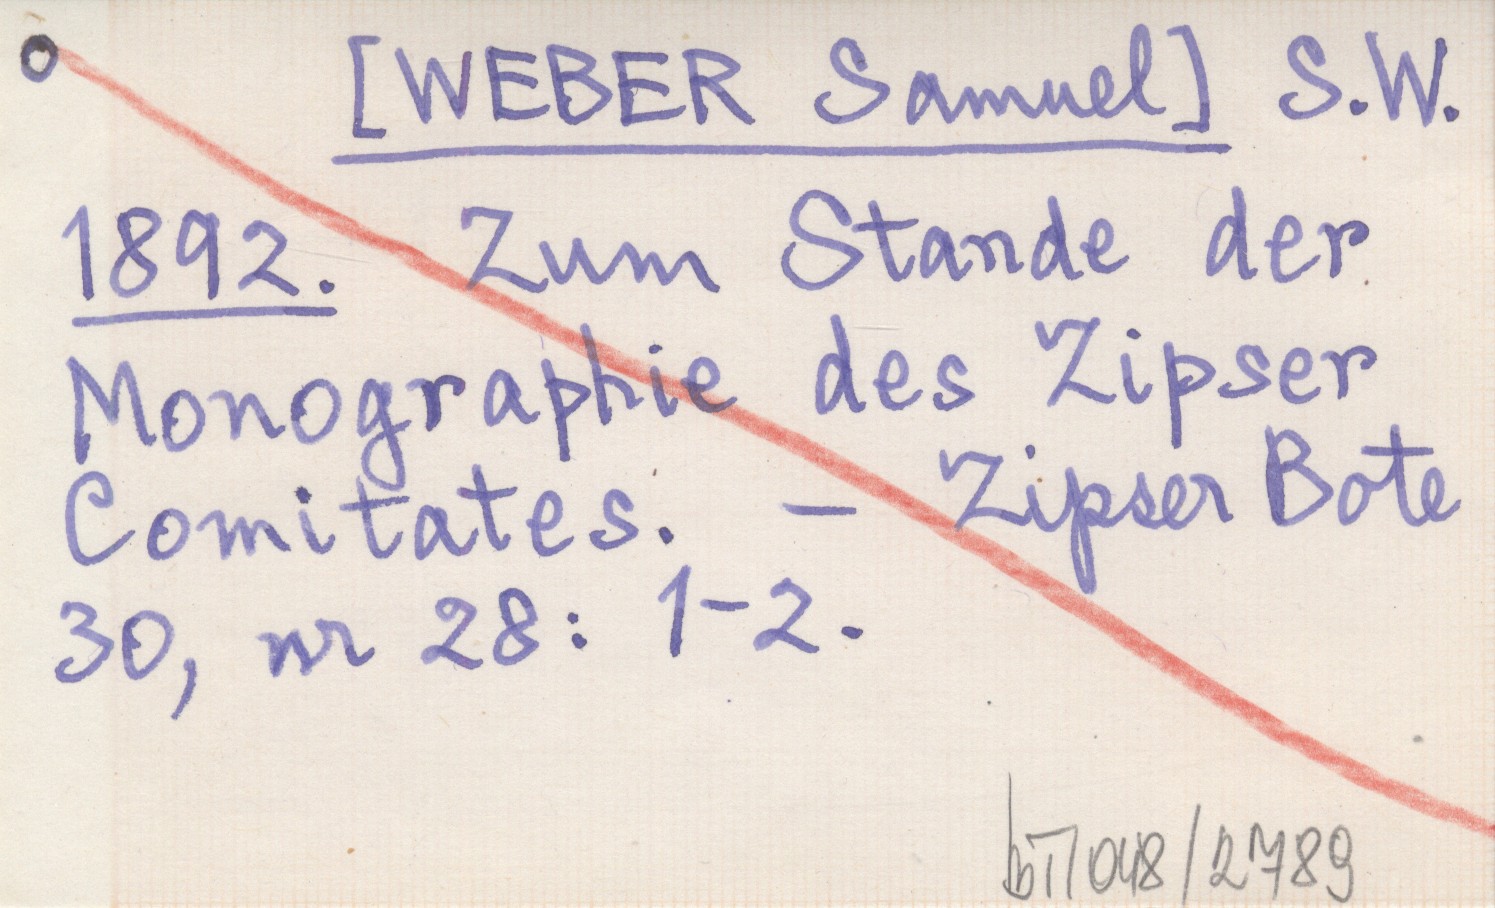 [WEBER Samuel] S.W.
1892. Zum Stande der
Monographie des Zipser
Comitates. – Zipser Bote
30, nr 28: 1-2.
bT/048/2789